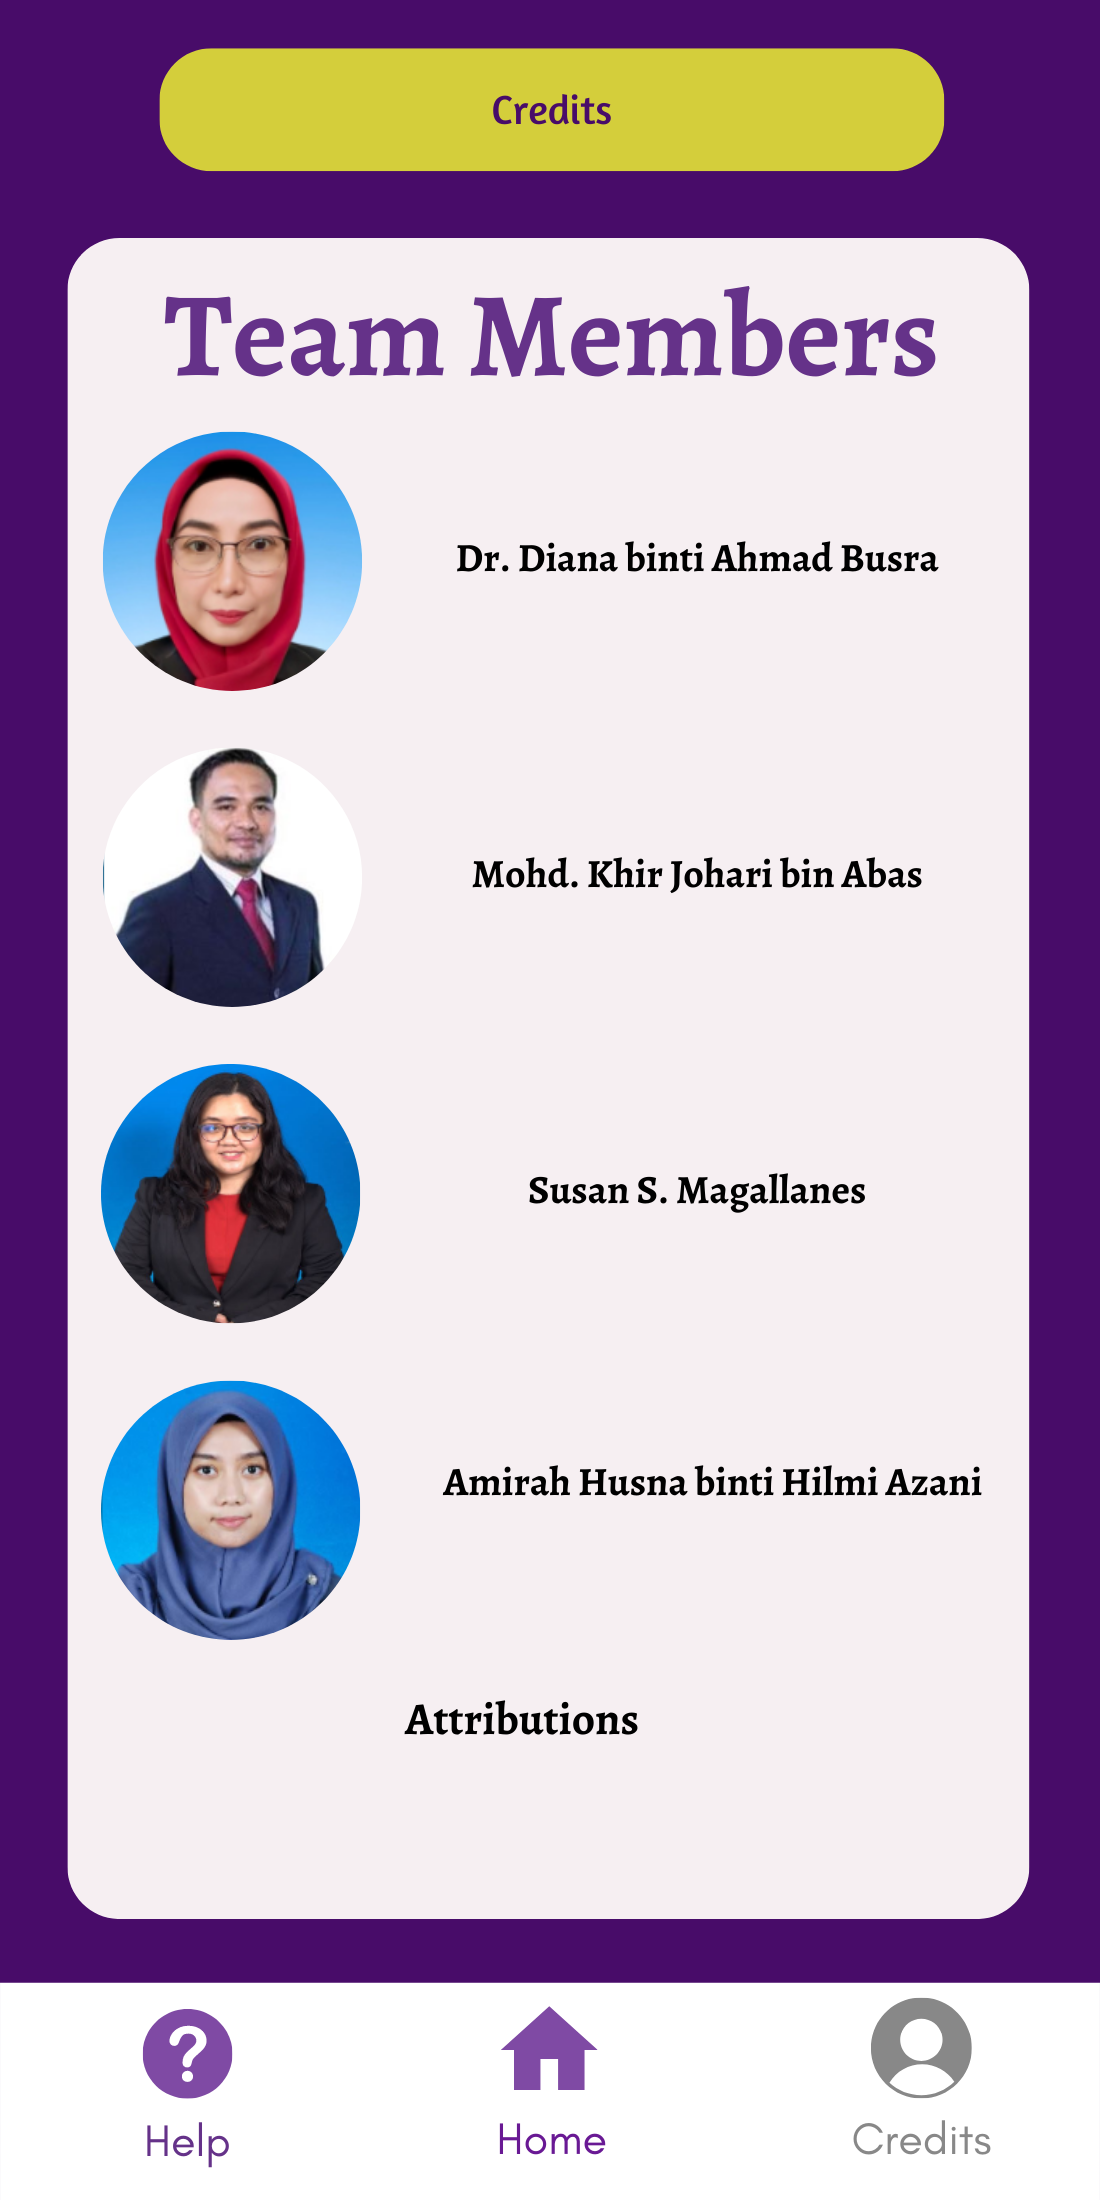 Credits
Team Members
Dr. Diana binti Ahmad Busra
Mohd. Khir Johari bin Abas
Susan S. Magallanes
Amirah Husna binti Hilmi Azani
Attributions
Help
Home
Credits